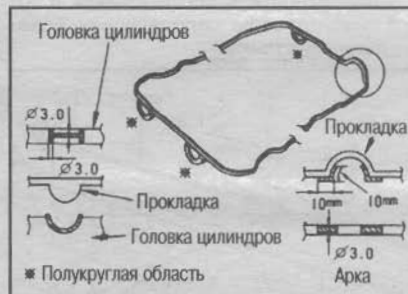 Головка цилиндров
Ø3.0
Ø3.0
Прокладка
Головка цилиндров
✳ Полукруглая область
✳
✳
✳
Прокладка
10mm
10mm
Ø3.0
Арка